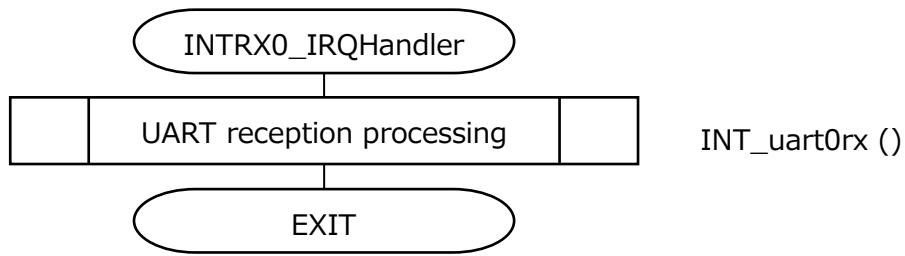 INTRX0_IRQHandler
UART reception processing
INT_uart0rx ()
EXIT